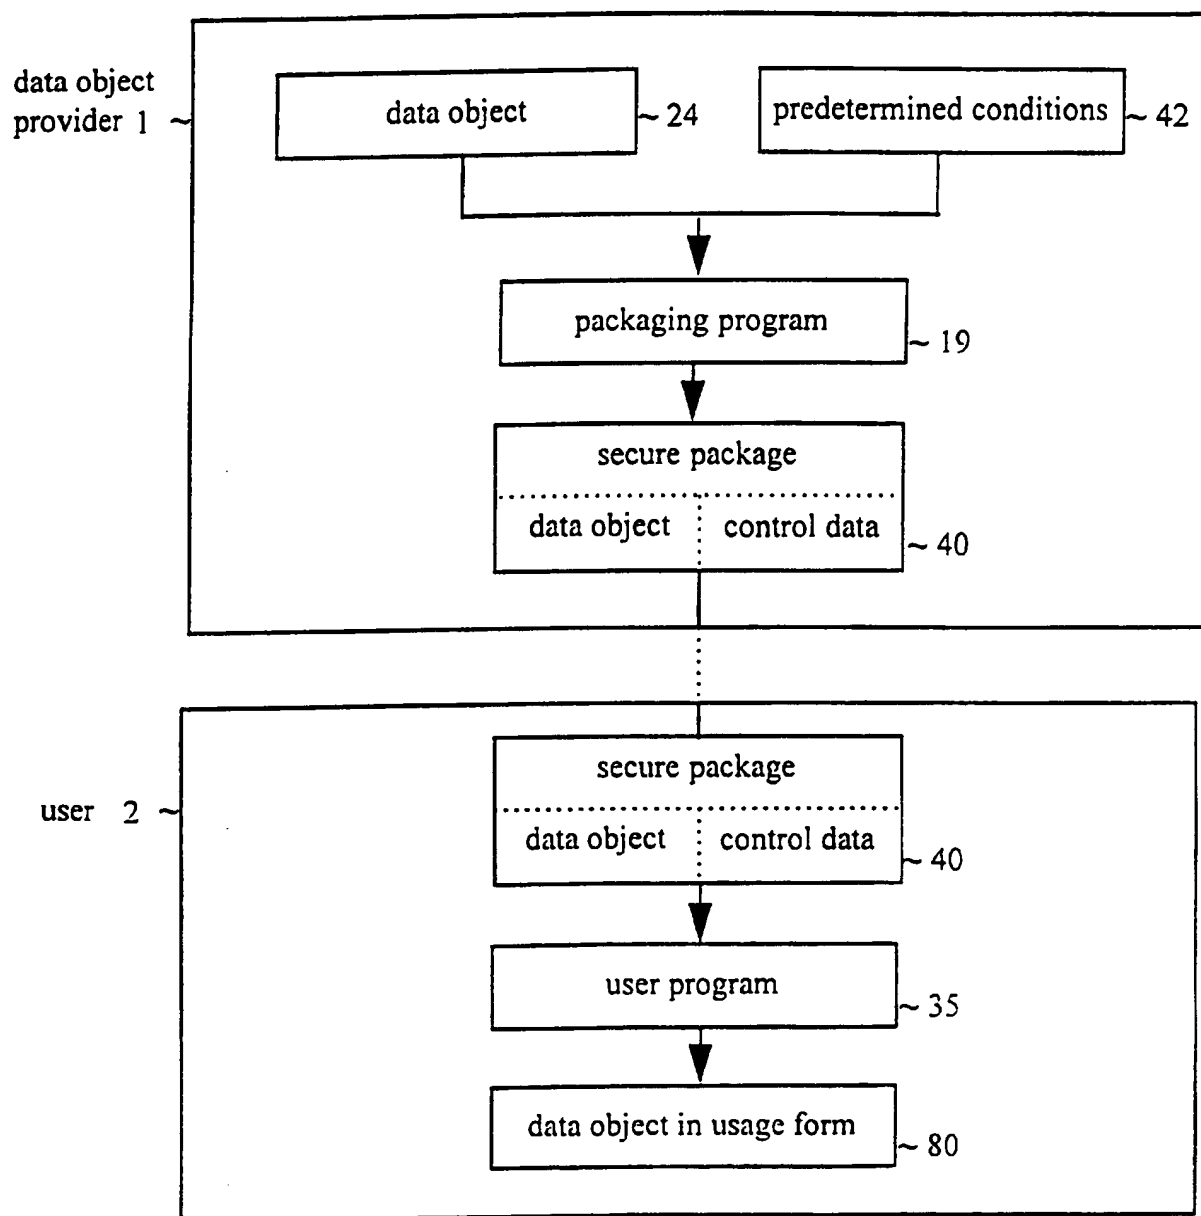 data object
provider 1 ~
data object ~ 24
predetermined conditions ~ 42
packaging program ~ 19
secure package
data object control data ~ 40
user 2 ~
secure package
data object control data ~ 40
user program ~ 35
data object in usage form ~ 80